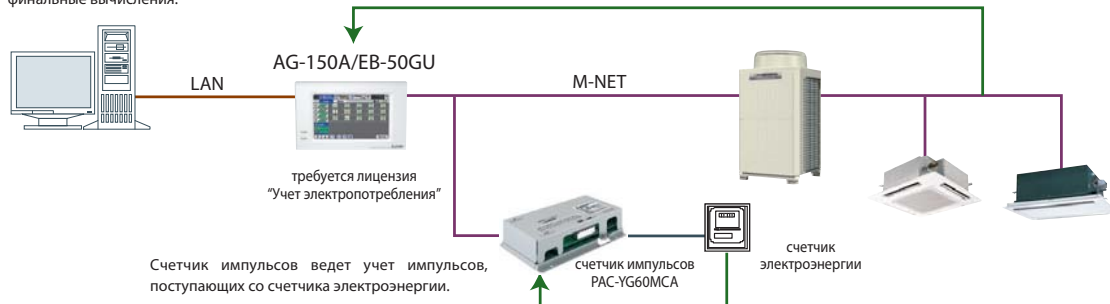 финальные вычисления.
AG-150A/EB-50GU
LAN
M-NET
требуется лицензия
"Учет электропотребления"
Счетчик импульсов ведет учет импульсов,
поступающих со счетчика электроэнергии.
счетчик импульсов
PAC-YG60MCA
счетчик
электроэнергии